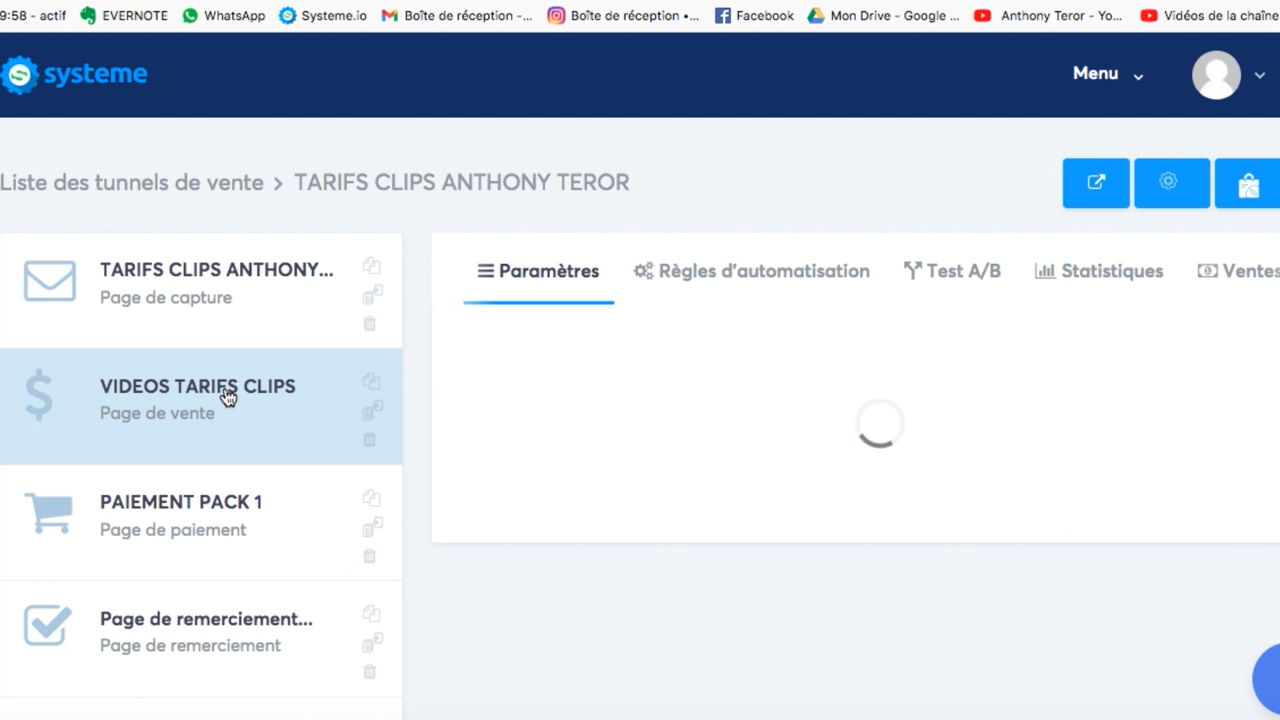 9:58 - actif EVERNOTE WhatsApp Systeme.io Boîte de réception -... Boîte de réception •... Facebook Mon Drive - Google ... Anthony Teror - Yo... Vidéos de la chaîne
systeme
Menu
Liste des tunnels de vente > TARIFS CLIPS ANTHONY TEROR
TARIFS CLIPS ANTHONY...
Page de capture
Paramètres Règles d'automatisation Test A/B Statistiques Ventes
VIDEOS TARIFS CLIPS
Page de vente
PAIEMENT PACK 1
Page de paiement
Page de remerciement...
Page de remerciement